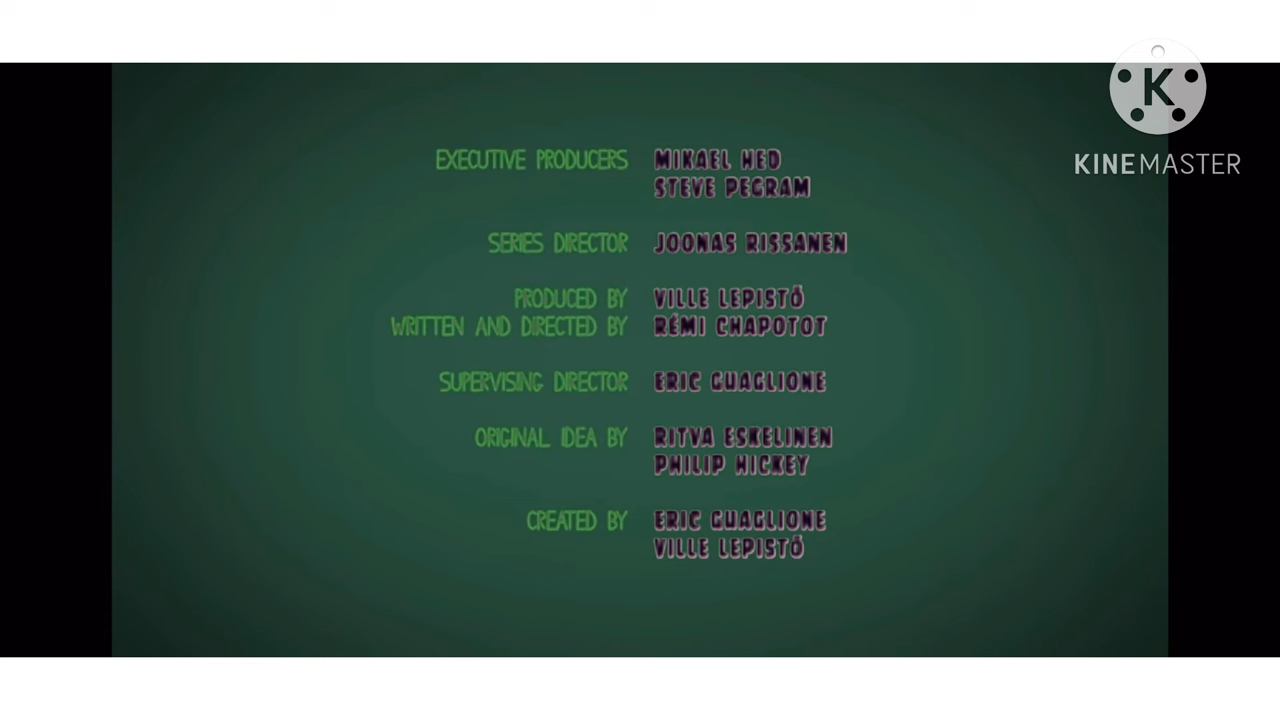 EXECUTIVE PRODUCERS MIKAEL HED
STEVE PEGRAM
SERIES DIRECTOR JOONAS RISSANEN
PRODUCED BY VILLE LEPISTÖ
WRITTEN AND DIRECTED BY RÉMI CHAPOTOT
SUPERVISING DIRECTOR ERIC GUAGLIONE
ORIGINAL IDEA BY RITVA ESKELINEN
PHILIP HICKEY
CREATED BY ERIC GUAGLIONE
VILLE LEPISTÖ
K
KINEMASTER